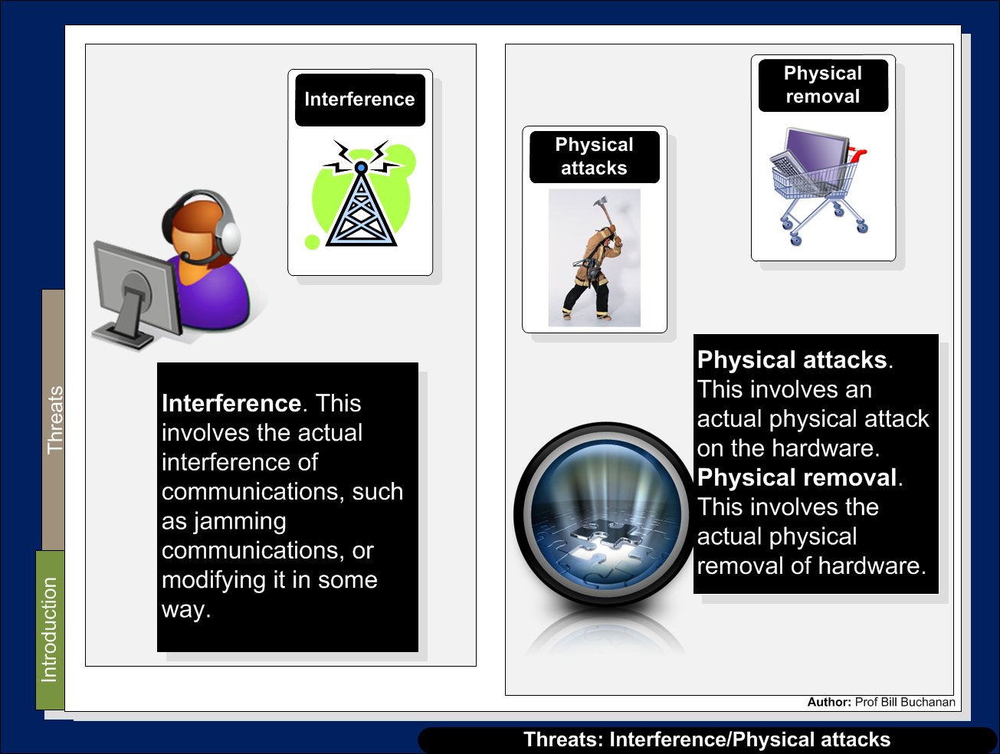 Interference
Physical
attacks
Physical
removal
Interference. This
involves the actual
interference of
communications, such
as jamming
communications, or
modifying it in some
way.
Physical attacks.
This involves an
actual physical attack
on the hardware.
Physical removal.
This involves the
actual physical
removal of hardware.
Threats
Introduction
Author: Prof Bill Buchanan
Threats: Interference/Physical attacks